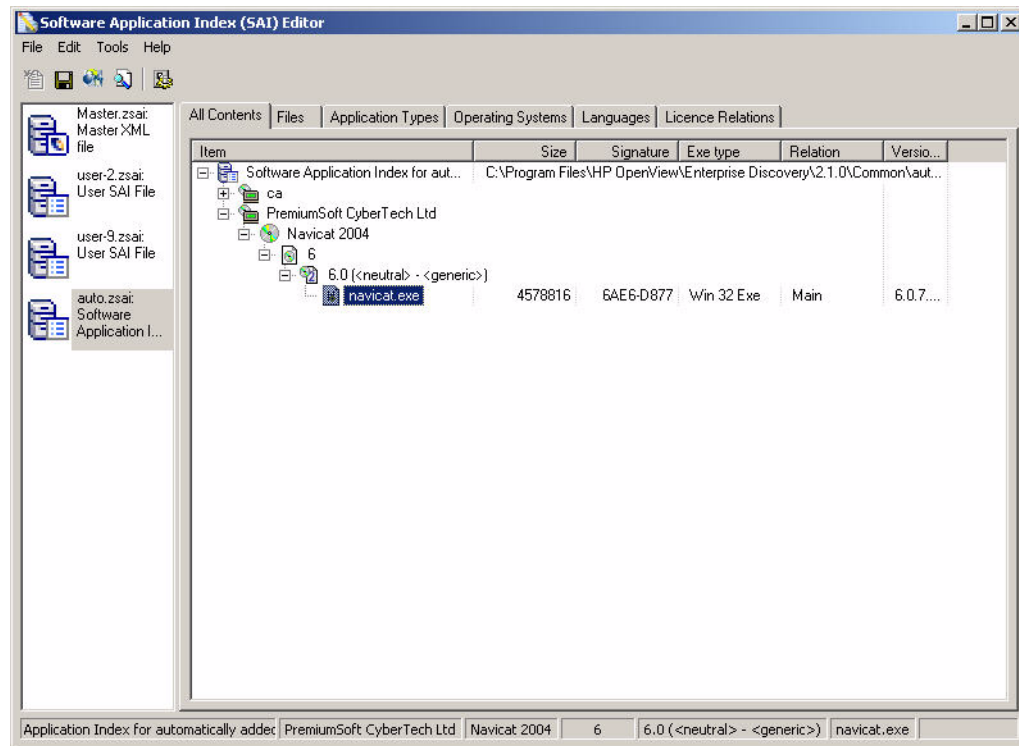 Software Application Index (SAI) Editor
File Edit Tools Help
Master.zsai:
Master XML
file
user-2.zsai:
User SAI File
user-9.zsai:
User SAI File
auto.zsai:
Software
Application I...
All Contents Files Application Types Operating Systems Languages Licence Relations
Item Size Signature Exe type Relation Versio...
Software Application Index for aut... C:\Program Files\HP OpenView\Enterprise Discovery\2.1.0\Common\aut...
ca
PremiumSoft CyberTech Ltd
Navicat 2004
6
6.0 (<neutral> - <generic>)
navicat.exe 4578816 6AE6-D877 Win 32 Exe Main 6.0.7....
Application Index for automatically added PremiumSoft CyberTech Ltd Navicat 2004 6 6.0 (<neutral> - <generic>) navicat.exe